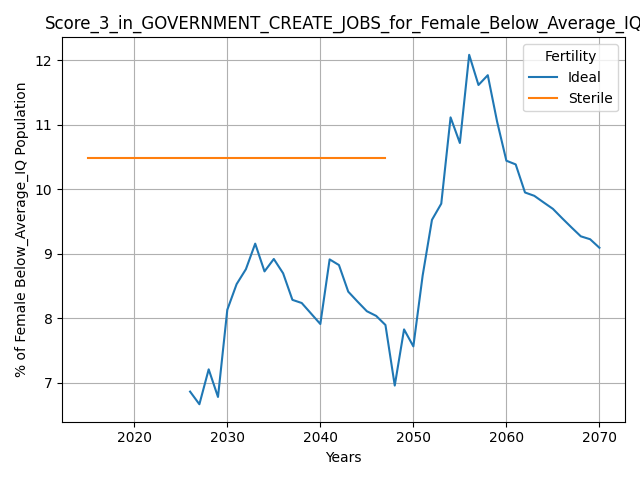 Score_3_in_GOVERNMENT_CREATE_JOBS_for_Female_Below_Average_IQ
Fertility
Ideal
Sterile
% of Female Below_Average_IQ Population
12
11
10
9
8
7
2020 2030 2040 2050 2060 2070
Years